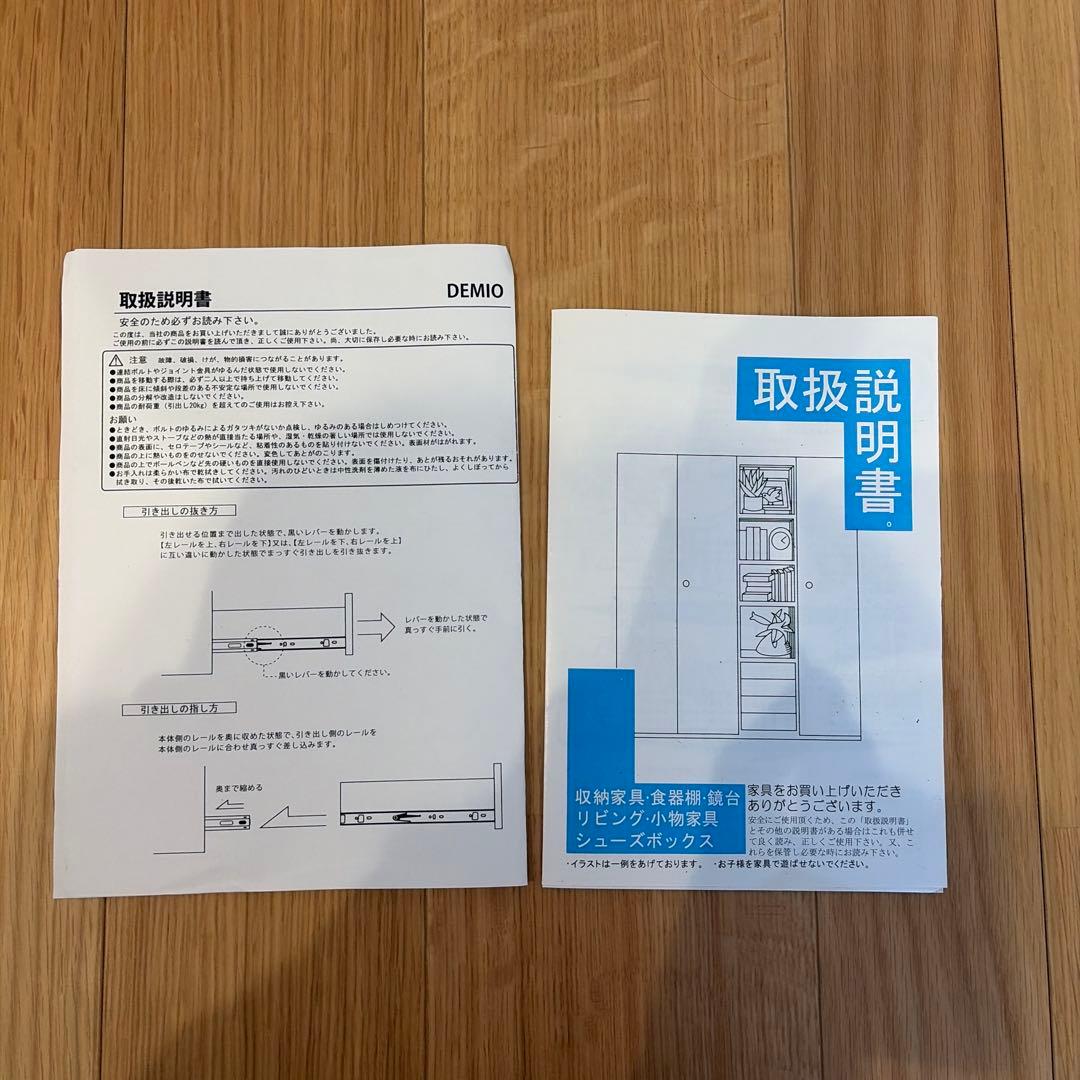 取扱説明書
DEMIO
安全のため必ずお読み下さい。
この度は、当社の商品をお買い上げいただきまして誠にありがとうございました。
ご使用の前に必ずこの説明書を読んで頂き、正しくご使用下さい。尚、大切に保存し必要な時にお読み下さい。
注意 故障、破損、けが、物的損害につながることがあります。
●連結ボルトやジョイント金具がゆるんだ状態で使用しないでください。
●商品を移動する際は、必ず二人以上で持ち上げて移動してください。
●商品を床に傾斜や段差のある不安定な場所で使用しないでください。
●商品の分解や改造はしないでください。
●商品の耐荷重(引出し20kg)を超えてのご使用はお控え下さい。
お願い
●ときどき、ボルトのゆるみによるガタツキがないか点検し、ゆるみのある場合はしめつけてください。
●直射日光やストーブなどの熱が直接当たる場所や、湿気・乾燥の著しい場所では使用しないでください。
●商品の表面に、セロテープやシールなど、粘着性のあるものを貼り付けないでください。表面材がはがれます。
●商品の上に熱いものをのせないでください。変色してあとがのこります。
●商品の上でボールペンなど先の硬いものを直接使用しないでください。表面を傷付けたり、あとが残るおそれがあります。
●お手入れは柔らかい布で乾拭きしてください。汚れのひどいときは中性洗剤を薄めた液を布にひたし、よくしぼってから
拭き取り、その後乾いた布で拭いてください。
引き出しの抜き方
引き出せる位置まで出した状態で、黒いレバーを動かします。
【左レールを上、右レールを下】又は、【左レールを下、右レールを上】
に互い違いに動かした状態でまっすぐ引き出しを引き抜きます。
レバーを動かした状態で
真っすぐ手前に引く。
黒いレバーを動かしてください。
引き出しの指し方
本体側のレールを奥に収めた状態で、引き出し側のレールを
本体側のレールに合わせ真っすぐ差し込みます。
奥まで縮める
取扱説明書。
収納家具・食器棚・鏡台
リビング・小物家具
シューズボックス
家具をお買い上げいただき
ありがとうございます。
安全にご使用頂くため、この「取扱説明書」
とその他の説明書がある場合はこれも併せ
て良く読み、正しくご使用下さい。又、こ
れらを保管し必要な時にお読み下さい。
・イラストは一例をあげております。 ・お子様を家具で遊ばせないでください。